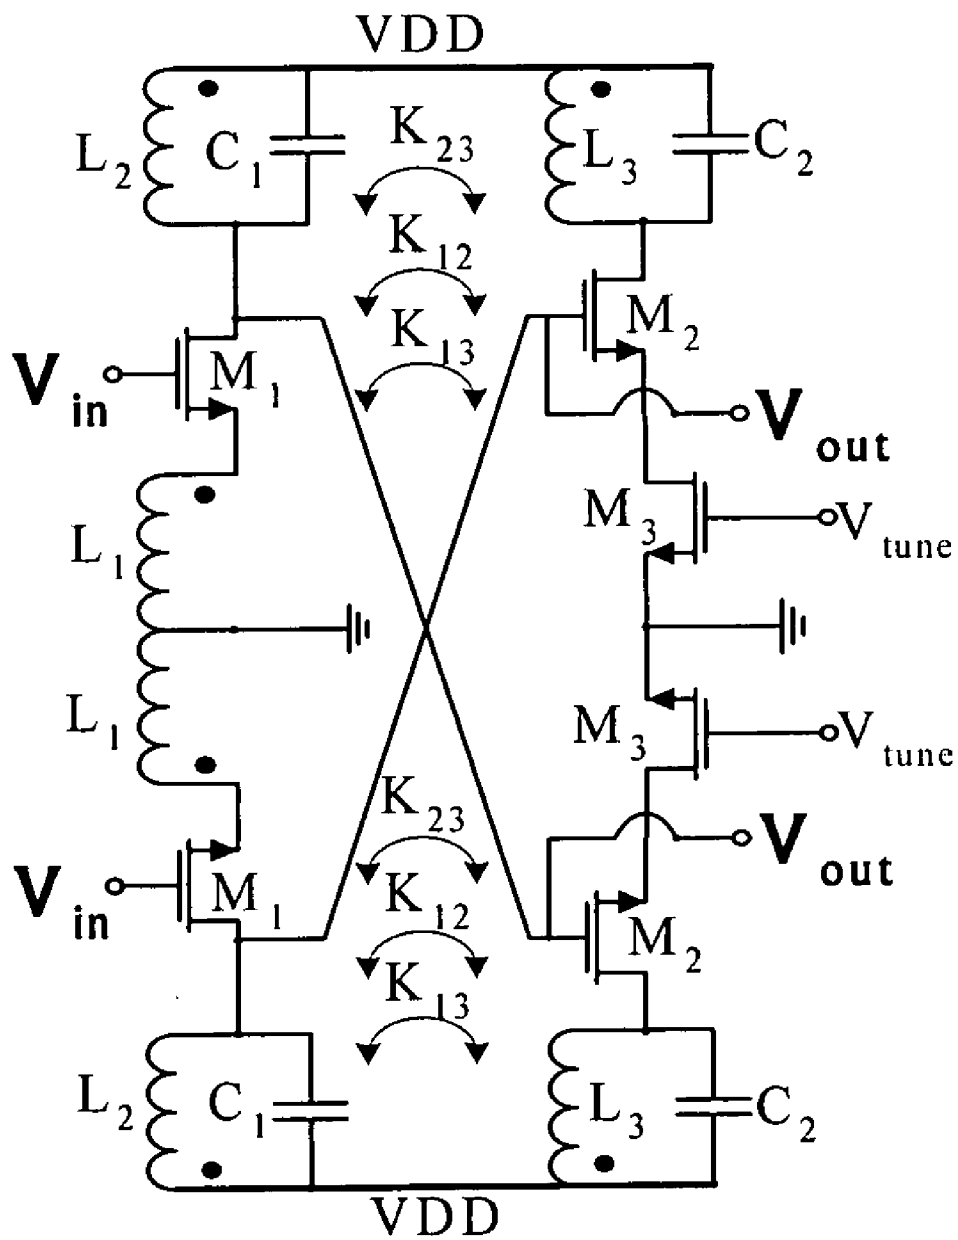 VDD
L2
C1
K23
L3
C2
K12
K13
Vin
M1
M2
Vout
M3
Vtune
L1
L1
M3
Vtune
K23
Vout
Vin
M1
K12
M2
K13
L2
C1
L3
C2
VDD